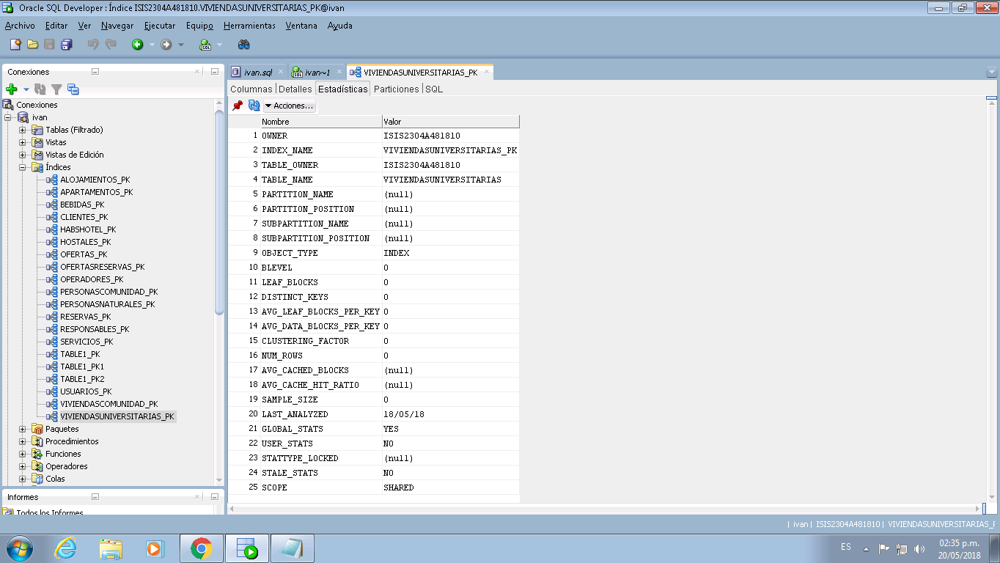 Oracle SQL Developer : Índice ISIS2304A481810.VIVIENDASUNIVERSITARIAS_PK@ivan
Archivo Editar Ver Navegar Ejecutar Equipo Herramientas Ventana Ayuda
Conexiones
Conexiones
ivan
Tablas (Filtrado)
Vistas
Vistas de Edición
Índices
ALOJAMIENTOS_PK
APARTAMENTOS_PK
BEBIDAS_PK
CLIENTES_PK
HABSHOTEL_PK
HOSTALES_PK
OFERTAS_PK
OFERTASRESERVAS_PK
OPERADORES_PK
PERSONASCOMUNIDAD_PK
PERSONASNATURALES_PK
RESERVAS_PK
RESPONSABLES_PK
SERVICIOS_PK
TABLE1_PK
TABLE1_PK1
TABLE1_PK2
USUARIOS_PK
VIVIENDASCOMUNIDAD_PK
VIVIENDASUNIVERSITARIAS_PK
Paquetes
Procedimientos
Funciones
Operadores
Colas
Informes
Todos los Informes
ivan.sql ivan~1 VIVIENDASUNIVERSITARIAS_PK
Columnas Detalles Estadísticas Particiones SQL
SQL
Acciones...
Nombre Valor
1 OWNER ISIS2304A481810
2 INDEX_NAME VIVIENDASUNIVERSITARIAS_PK
3 TABLE_OWNER ISIS2304A481810
4 TABLE_NAME VIVIENDASUNIVERSITARIAS
5 PARTITION_NAME (null)
6 PARTITION_POSITION (null)
7 SUBPARTITION_NAME (null)
8 SUBPARTITION_POSITION (null)
9 OBJECT_TYPE INDEX
10 BLEVEL 0
11 LEAF_BLOCKS 0
12 DISTINCT_KEYS 0
13 AVG_LEAF_BLOCKS_PER_KEY 0
14 AVG_DATA_BLOCKS_PER_KEY 0
15 CLUSTERING_FACTOR 0
16 NUM_ROWS 0
17 AVG_CACHED_BLOCKS (null)
18 AVG_CACHE_HIT_RATIO (null)
19 SAMPLE_SIZE 0
20 LAST_ANALYZED 18/05/18
21 GLOBAL_STATS YES
22 USER_STATS NO
23 STATTYPE_LOCKED (null)
24 STALE_STATS NO
25 SCOPE SHARED
| ivan | ISIS2304A481810 | VIVIENDASUNIVERSITARIAS_P
ES
02:35 p.m.
20/05/2018